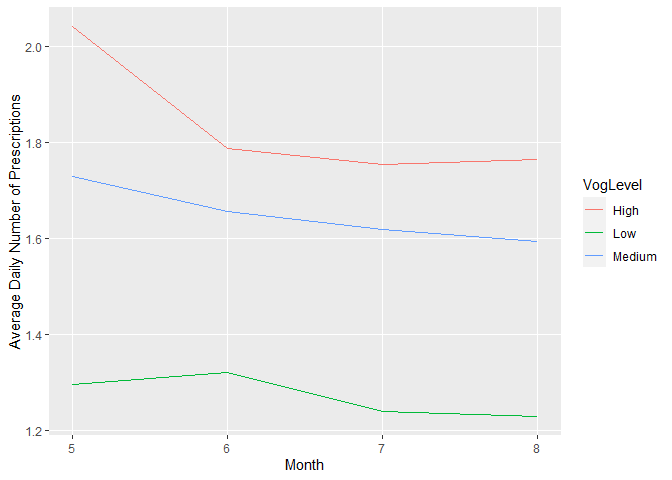 2.0
1.8
1.6
1.4
1.2
Average Daily Number of Prescriptions
5 6 7 8
Month
VogLevel
High
Low
Medium